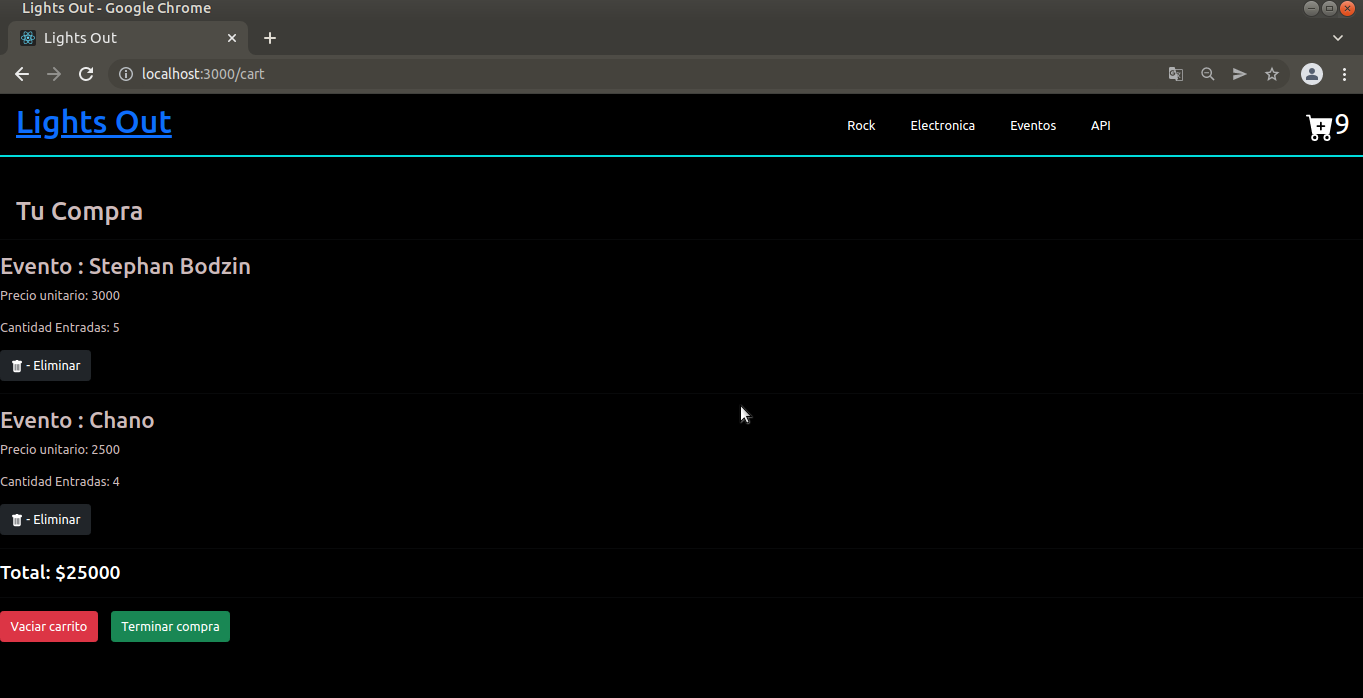 Lights Out - Google Chrome
Lights Out
localhost:3000/cart
Lights Out
Rock Electronica Eventos API
9
Tu Compra
Evento : Stephan Bodzin
Precio unitario: 3000
Cantidad Entradas: 5
- Eliminar
Evento : Chano
Precio unitario: 2500
Cantidad Entradas: 4
- Eliminar
Total: $25000
Vaciar carrito Terminar compra